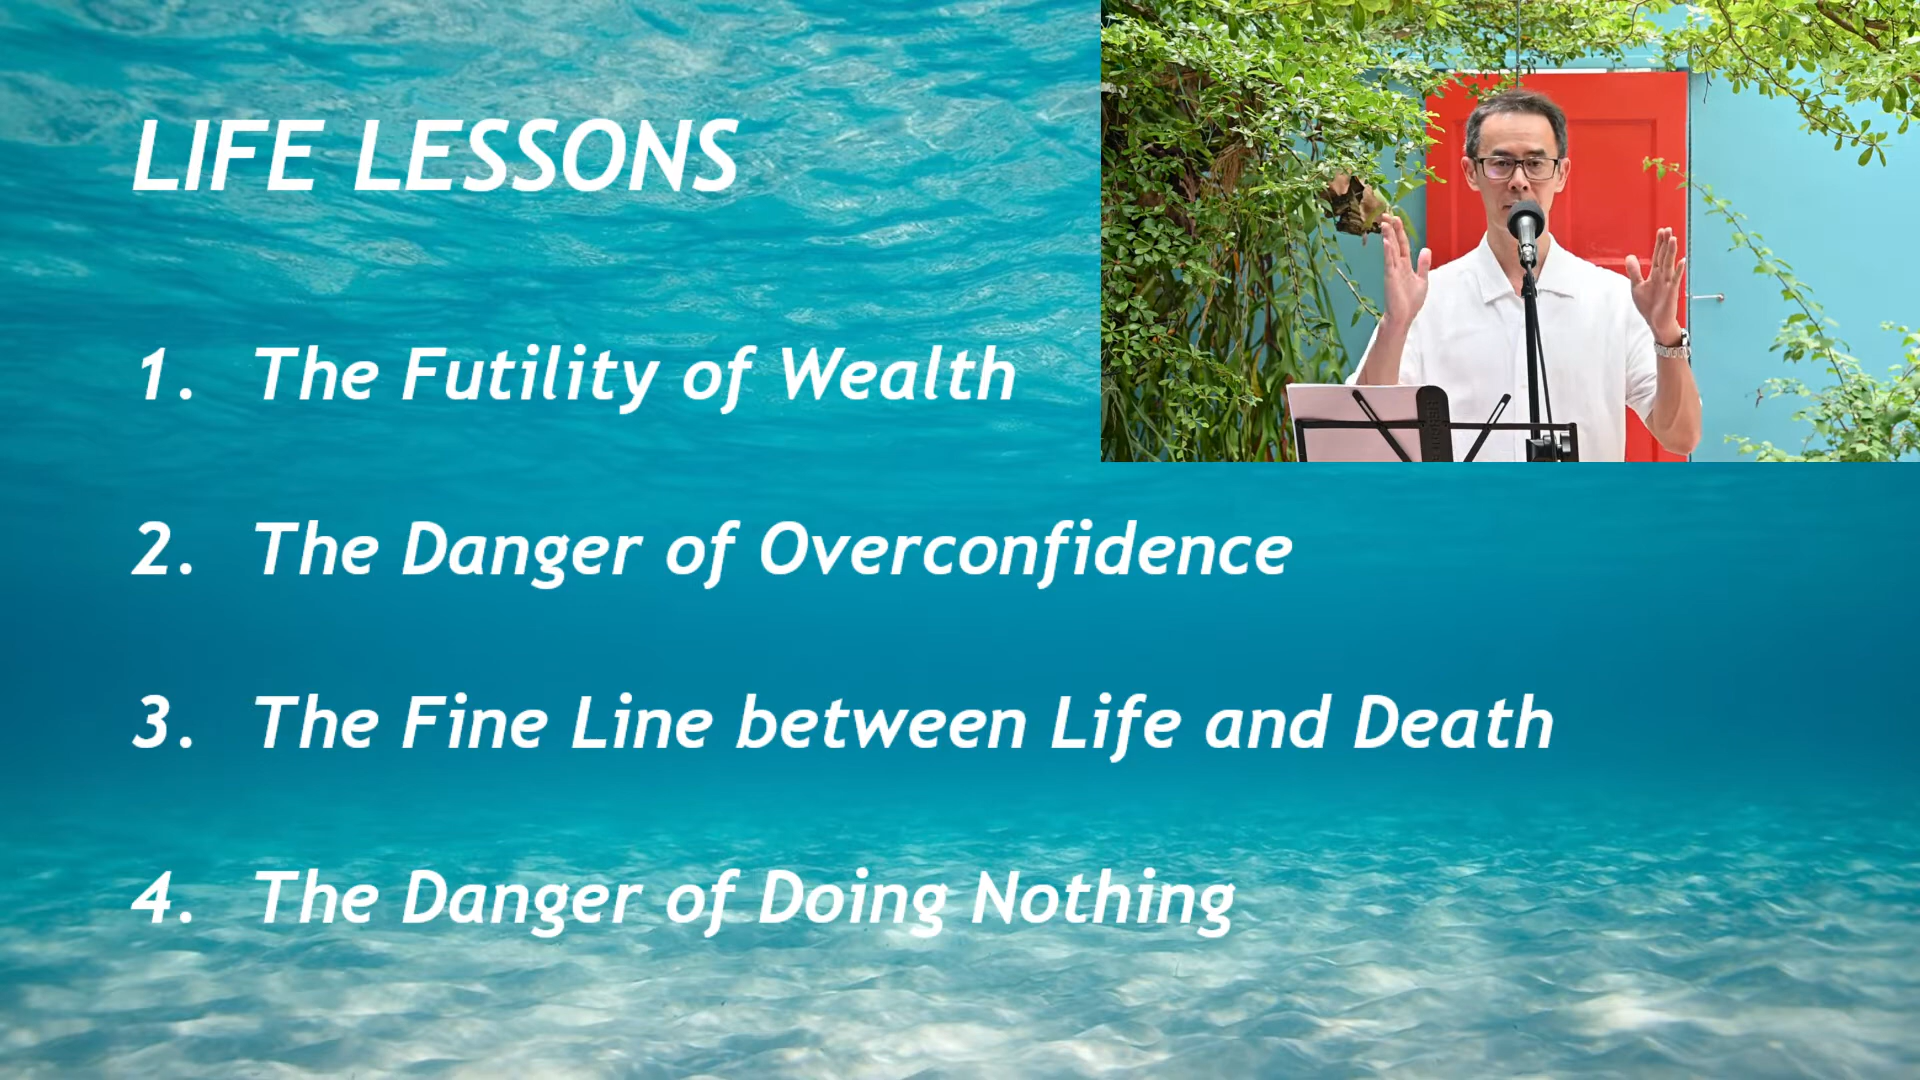 LIFE LESSONS
1. The Futility of Wealth
2. The Danger of Overconfidence
3. The Fine Line between Life and Death
4. The Danger of Doing Nothing